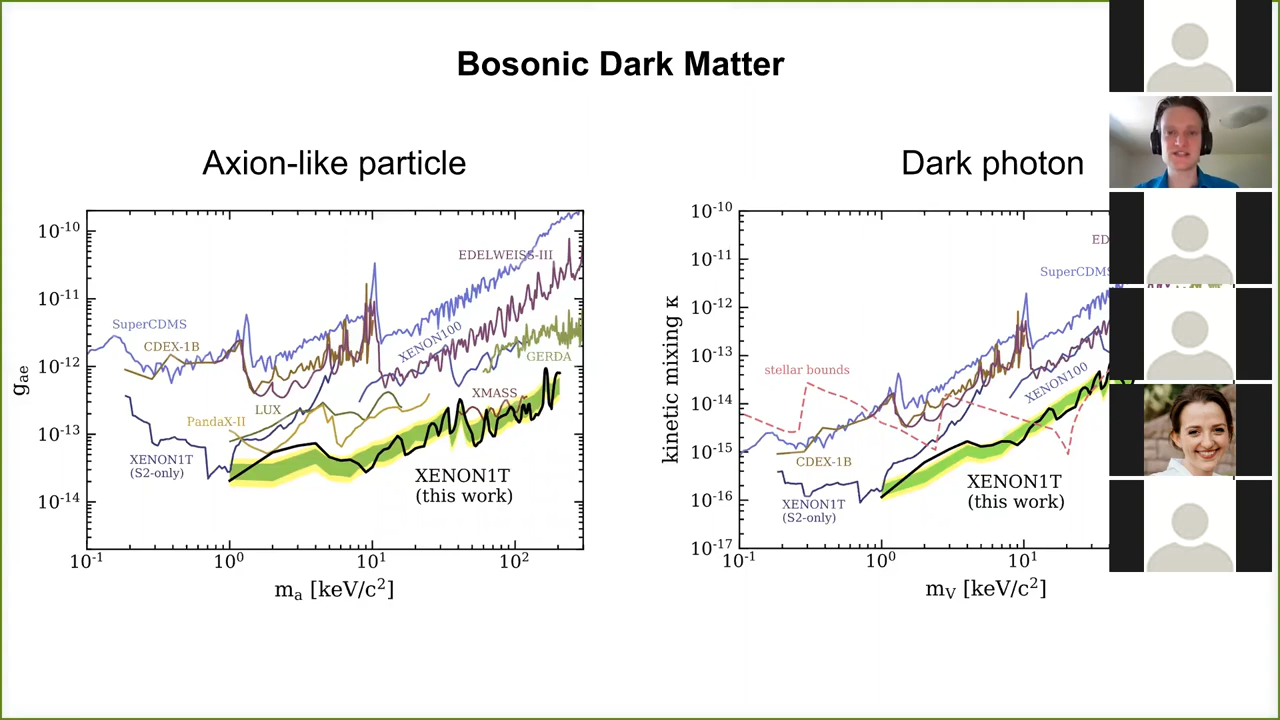 Bosonic Dark Matter
Axion-like particle
10⁻¹⁰
10⁻¹¹
10⁻¹²
10⁻¹³
10⁻¹⁴
gₐₑ
EDELWEISS-III
SuperCDMS
CDEX-1B
XENON100
GERDA
LUX
XMASS
PandaX-II
XENON1T
(S2-only)
XENON1T
(this work)
10⁻¹
10⁰
10¹
10²
mₐ [keV/c²]
Dark photon
10⁻¹⁰
10⁻¹¹
10⁻¹²
10⁻¹³
10⁻¹⁴
10⁻¹⁵
10⁻¹⁶
10⁻¹⁷
kinetic mixing κ
ED
SuperCDMS
stellar bounds
XENON100
CDEX-1B
XENON1T
(S2-only)
XENON1T
(this work)
10⁻¹
10⁰
10¹
m_V [keV/c²]